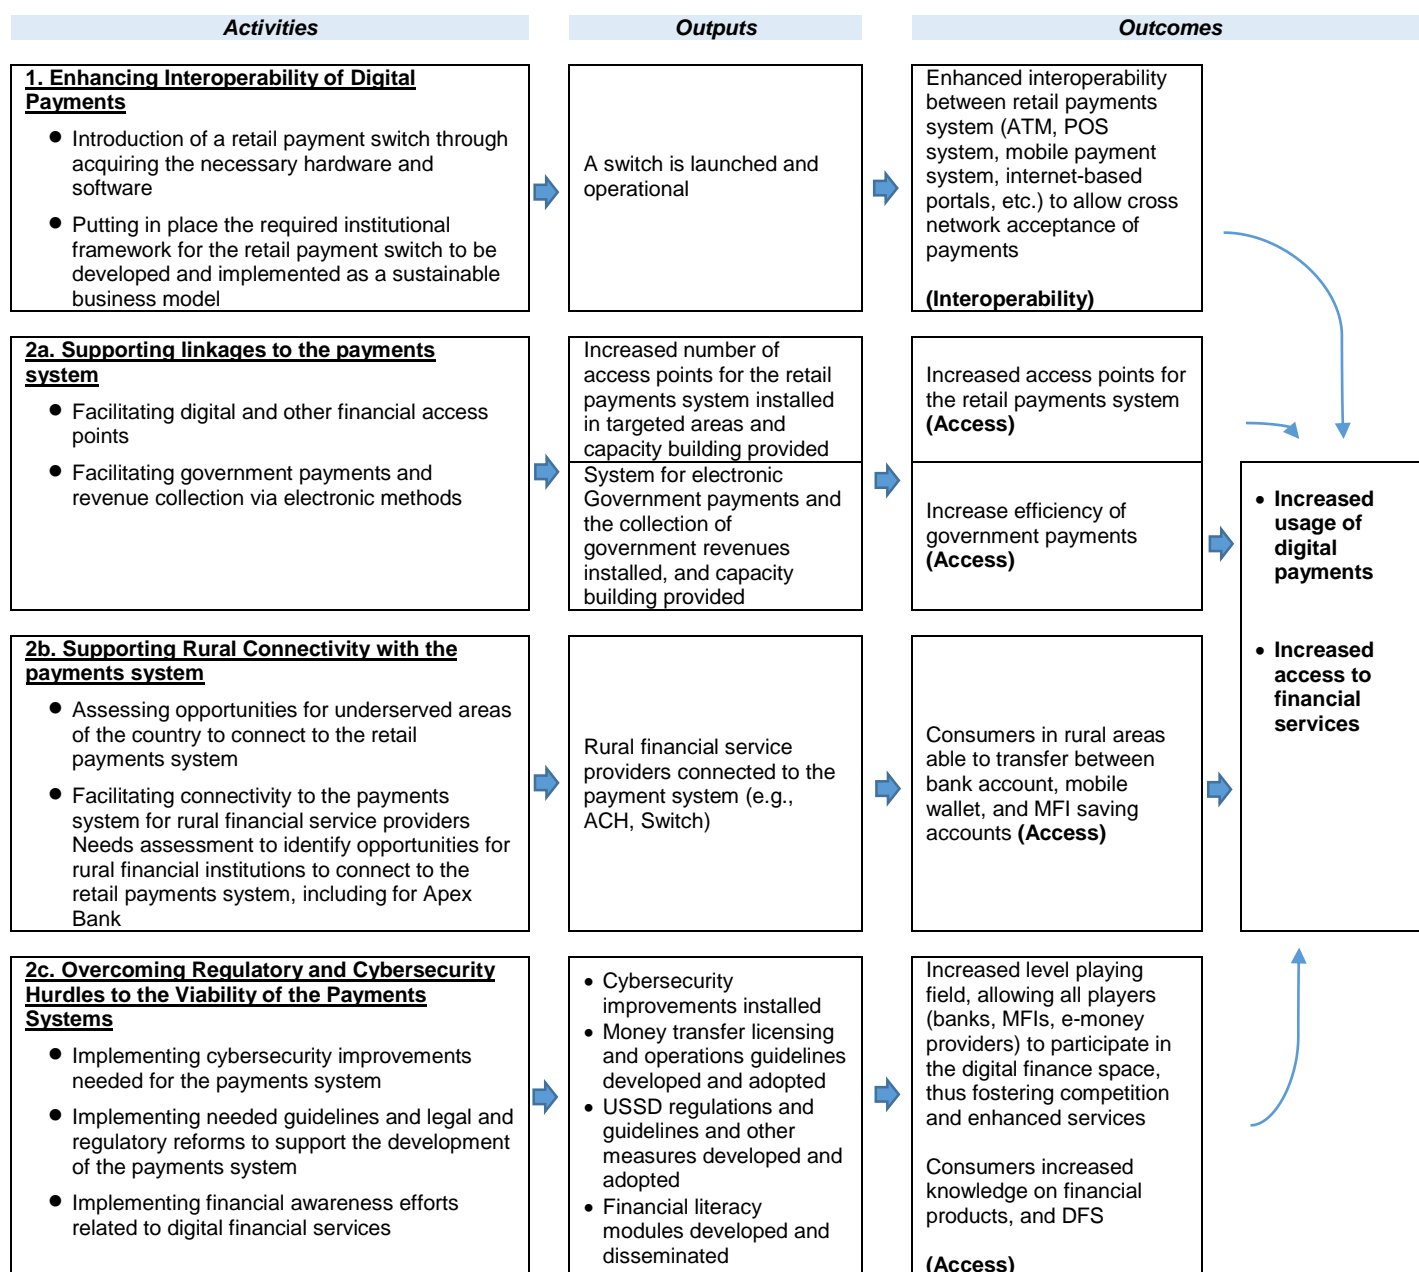 Activities
Outputs
Outcomes
1. Enhancing Interoperability of Digital
Payments
● Introduction of a retail payment switch through
acquiring the necessary hardware and
software
● Putting in place the required institutional
framework for the retail payment switch to be
developed and implemented as a sustainable
business model
A switch is launched and
operational
Enhanced interoperability
between retail payments
system (ATM, POS
system, mobile payment
system, internet-based
portals, etc.) to allow cross
network acceptance of
payments
(Interoperability)
2a. Supporting linkages to the payments
system
● Facilitating digital and other financial access
points
● Facilitating government payments and
revenue collection via electronic methods
Increased number of
access points for the retail
payments system installed
in targeted areas and
capacity building provided
System for electronic
Government payments and
the collection of
government revenues
installed, and capacity
building provided
Increased access points for
the retail payments system
(Access)
Increase efficiency of
government payments
(Access)
2b. Supporting Rural Connectivity with the
payments system
● Assessing opportunities for underserved areas
of the country to connect to the retail
payments system
● Facilitating connectivity to the payments
system for rural financial service providers
Needs assessment to identify opportunities for
rural financial institutions to connect to the
retail payments system, including for Apex
Bank
Rural financial service
providers connected to the
payment system (e.g.,
ACH, Switch)
Consumers in rural areas
able to transfer between
bank account, mobile
wallet, and MFI saving
accounts (Access)
• Increased
usage of
digital
payments
• Increased
access to
financial
services
2c. Overcoming Regulatory and Cybersecurity
Hurdles to the Viability of the Payments
Systems
● Implementing cybersecurity improvements
needed for the payments system
● Implementing needed guidelines and legal and
regulatory reforms to support the development
of the payments system
● Implementing financial awareness efforts
related to digital financial services
• Cybersecurity
improvements installed
• Money transfer licensing
and operations guidelines
developed and adopted
• USSD regulations and
guidelines and other
measures developed and
adopted
• Financial literacy
modules developed and
disseminated
Increased level playing
field, allowing all players
(banks, MFIs, e-money
providers) to participate in
the digital finance space,
thus fostering competition
and enhanced services
Consumers increased
knowledge on financial
products, and DFS
(Access)